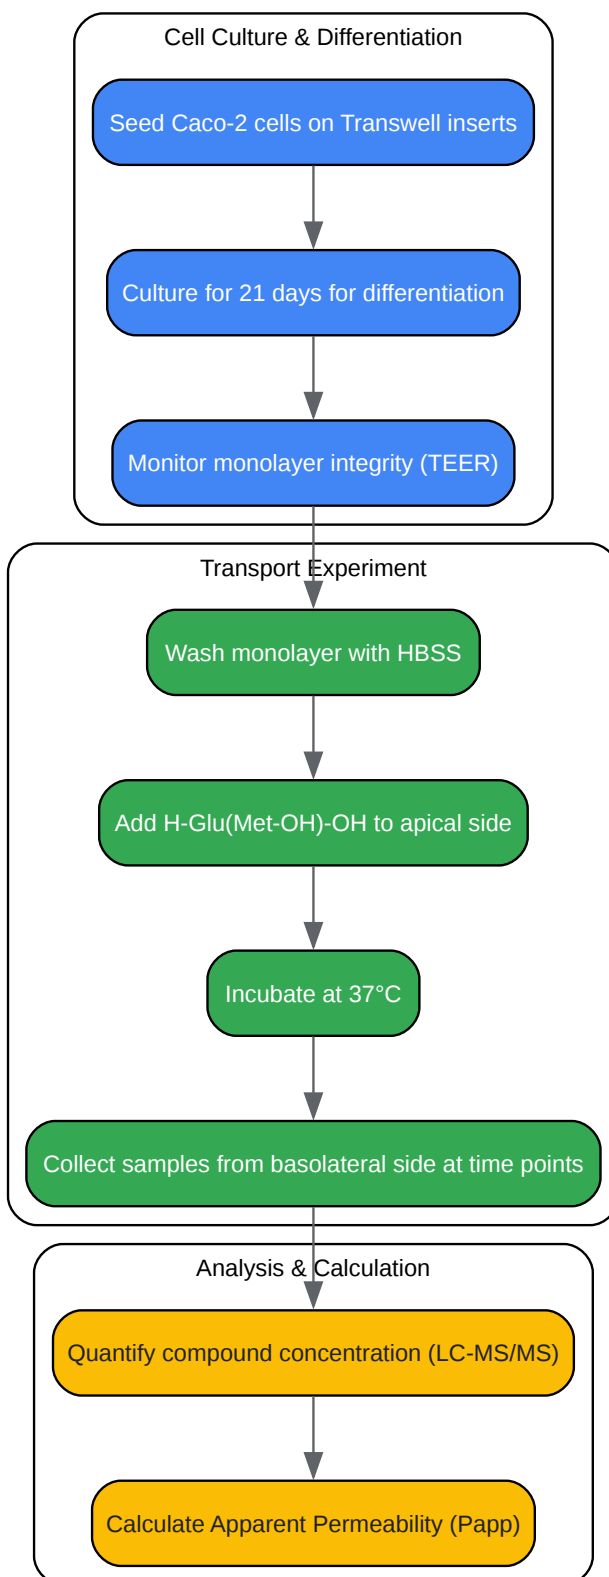 Cell Culture & Differentiation
Seed Caco-2 cells on Transwell inserts
Culture for 21 days for differentiation
Monitor monolayer integrity (TEER)
Transport Experiment
Wash monolayer with HBSS
Add H-Glu(Met-OH)-OH to apical side
Incubate at 37°C
Collect samples from basolateral side at time points
Analysis & Calculation
Quantify compound concentration (LC-MS/MS)
Calculate Apparent Permeability (Papp)